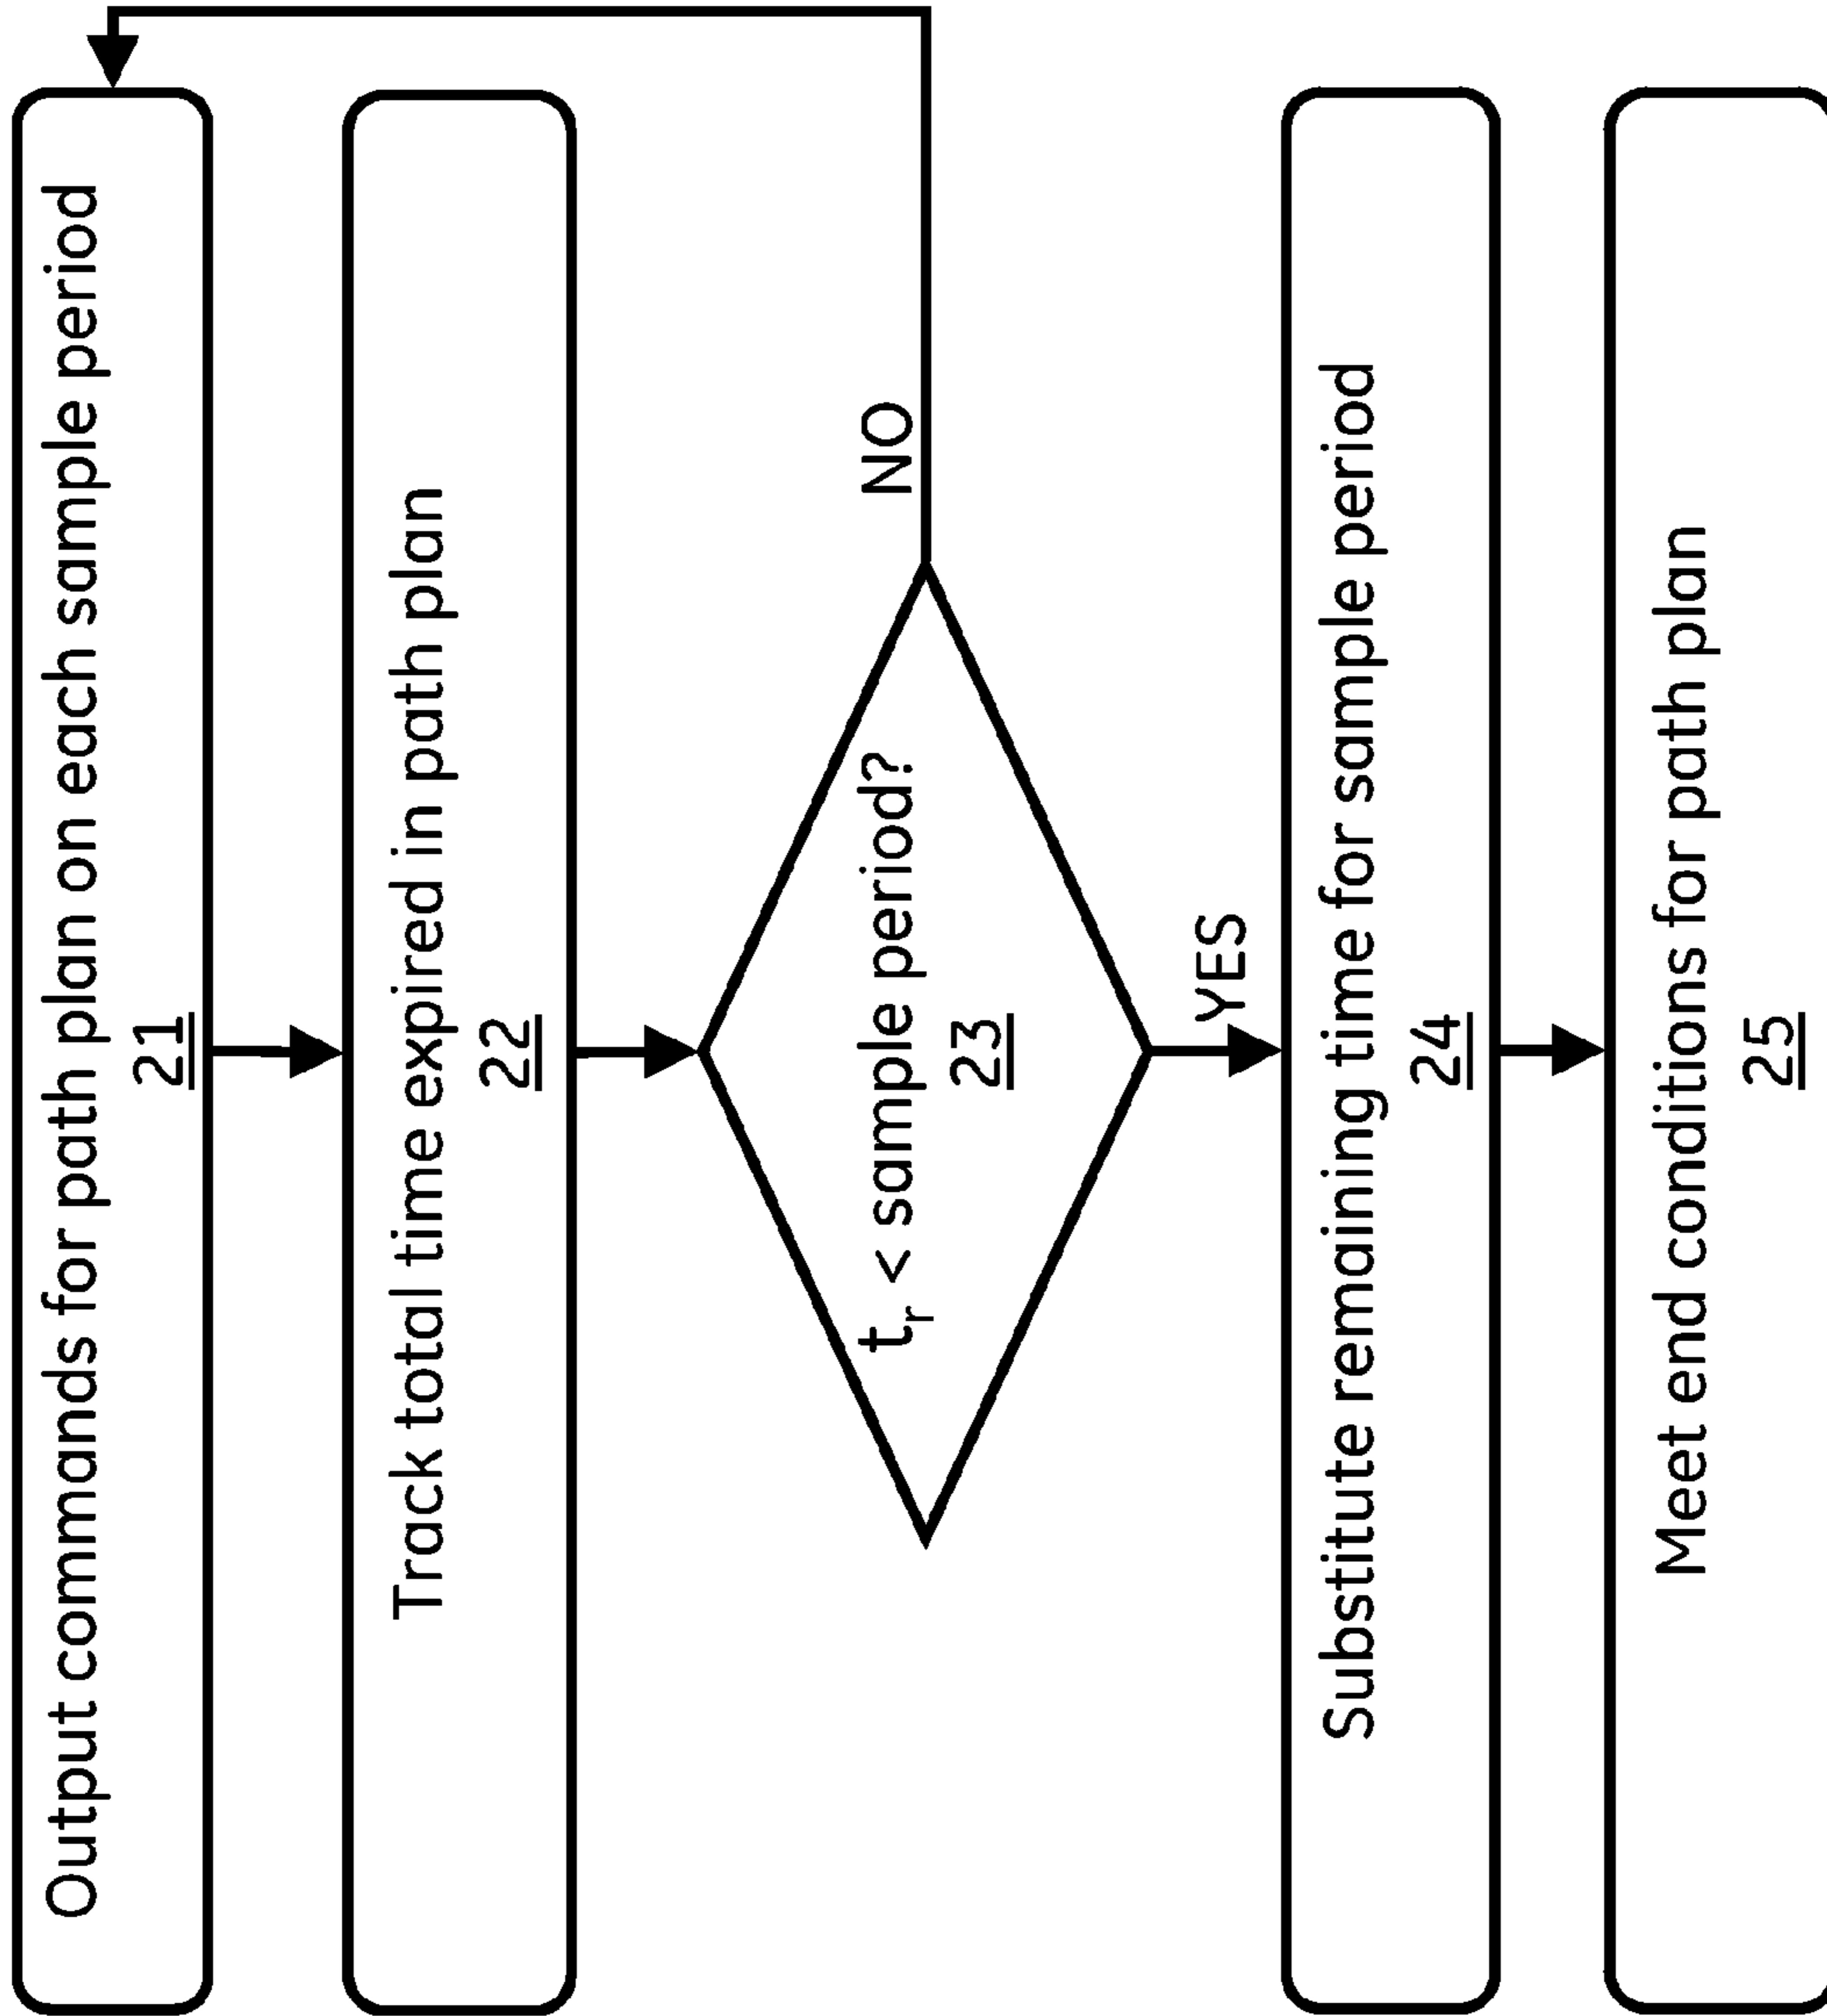 Output commands for path plan on each sample period
21
Track total time expired in path plan
22
t_r < sample period?
23
NO
YES
Substitute remaining time for sample period
24
Meet end conditions for path plan
25